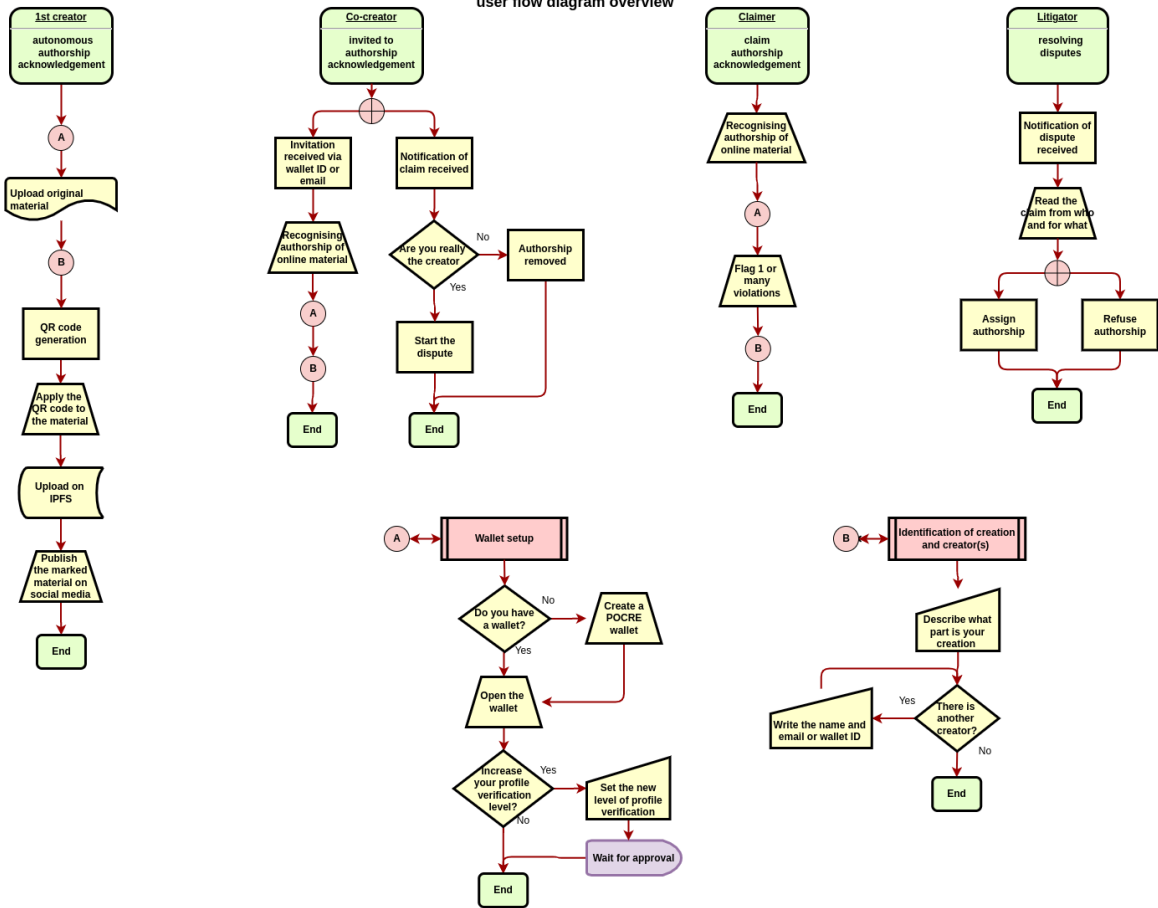 user flow diagram overview
1st creator
autonomous
authorship
acknowledgement
A
Upload original
material
B
QR code
generation
Apply the
QR code to
the material
Upload on
IPFS
Publish
the marked
material on
social media
End
Co-creator
invited to
authorship
acknowledgement
Invitation
received via
wallet ID or
email
Recognising
authorship of
online material
A
B
End
Notification of
claim received
Are you really
the creator
No
Authorship
removed
Yes
Start the
dispute
End
Claimer
claim
authorship
acknowledgement
Recognising
authorship of
online material
A
Flag 1 or
many
violations
B
End
Litigator
resolving
disputes
Notification of
dispute
received
Read the
claim from who
and for what
Assign
authorship
Refuse
authorship
End
A
Wallet setup
Do you have
a wallet?
No
Create a
POCRE
wallet
Yes
Open the
wallet
Increase
your profile
verification
level?
Yes
Set the new
level of profile
verification
No
Wait for approval
End
B
Identification of creation
and creator(s)
Describe what
part is your
creation
There is
another
creator?
Yes
Write the name and
email or wallet ID
No
End